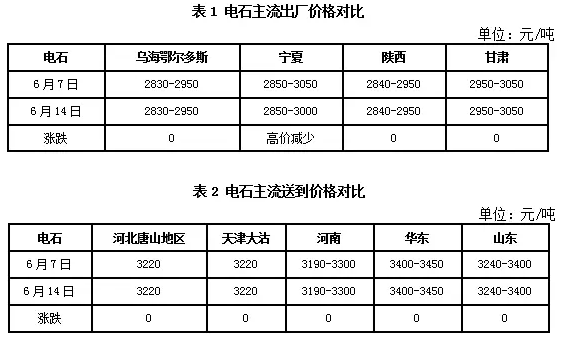 表 1 电石主流出厂价格对比
单位：元/吨
电石 乌海鄂尔多斯 宁夏 陕西 甘肃
6 月 7 日 2830-2950 2850-3050 2840-2950 2950-3050
6 月 14 日 2830-2950 2850-3000 2840-2950 2950-3050
涨跌 0 高价减少 0 0
表 2 电石主流送到价格对比
单位：元/吨
电石 河北唐山地区 天津大沽 河南 华东 山东
6 月 7 日 3220 3220 3190-3300 3400-3450 3240-3400
6 月 14 日 3220 3220 3190-3300 3400-3450 3240-3400
涨跌 0 0 0 0 0